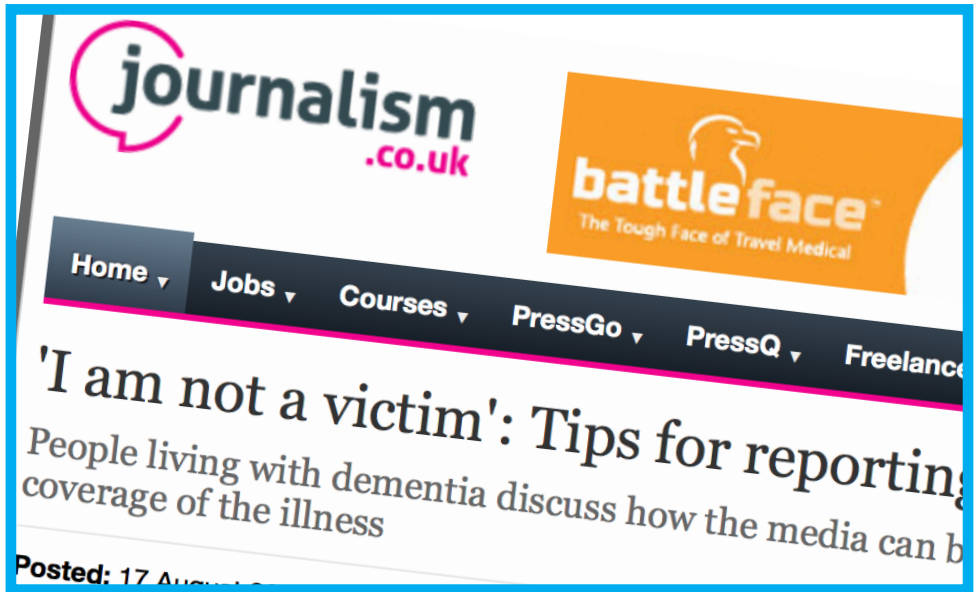 journalism
.co.uk
battleface™
The Tough Face of Travel Medical
Home ▾ Jobs ▾ Courses ▾ PressGo ▾ PressQ ▾ Freelance
'I am not a victim': Tips for reporting
People living with dementia discuss how the media can b
coverage of the illness
Posted: 17 August